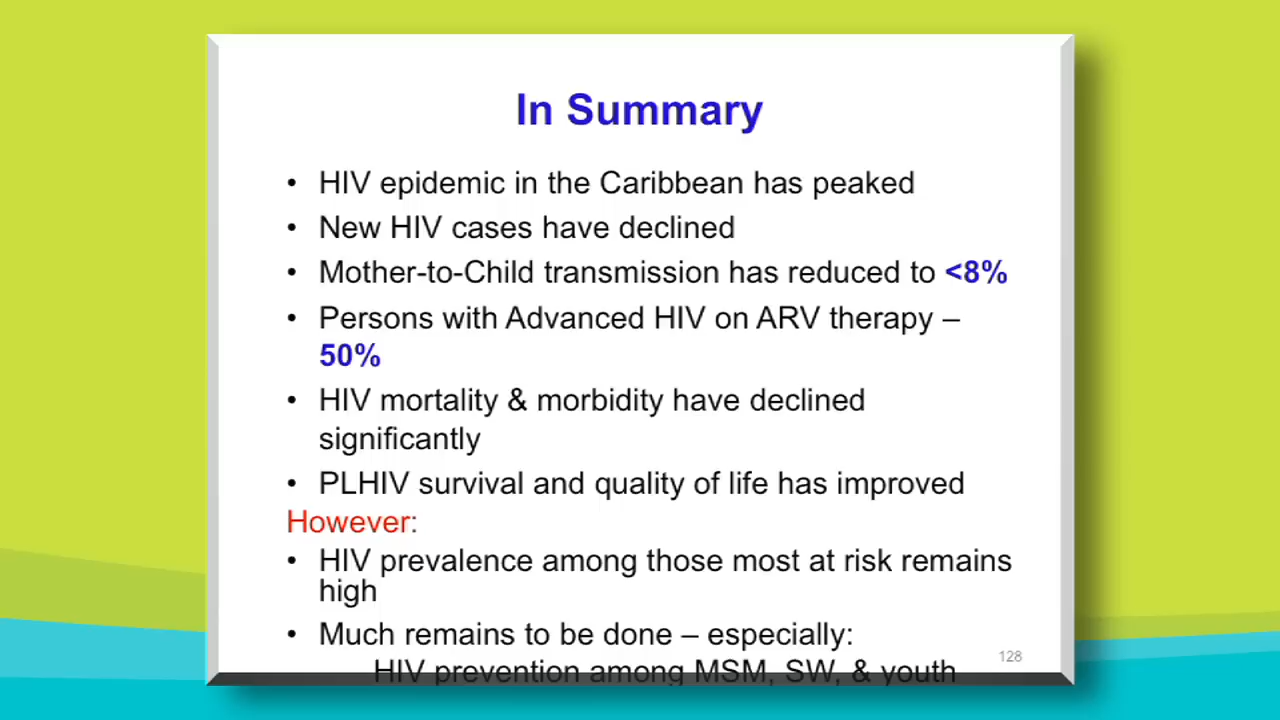 In Summary
• HIV epidemic in the Caribbean has peaked
• New HIV cases have declined
• Mother-to-Child transmission has reduced to <8%
• Persons with Advanced HIV on ARV therapy –
50%
• HIV mortality & morbidity have declined
significantly
• PLHIV survival and quality of life has improved
However:
• HIV prevalence among those most at risk remains
high
• Much remains to be done – especially:
HIV prevention among MSM, SW, & youth
128